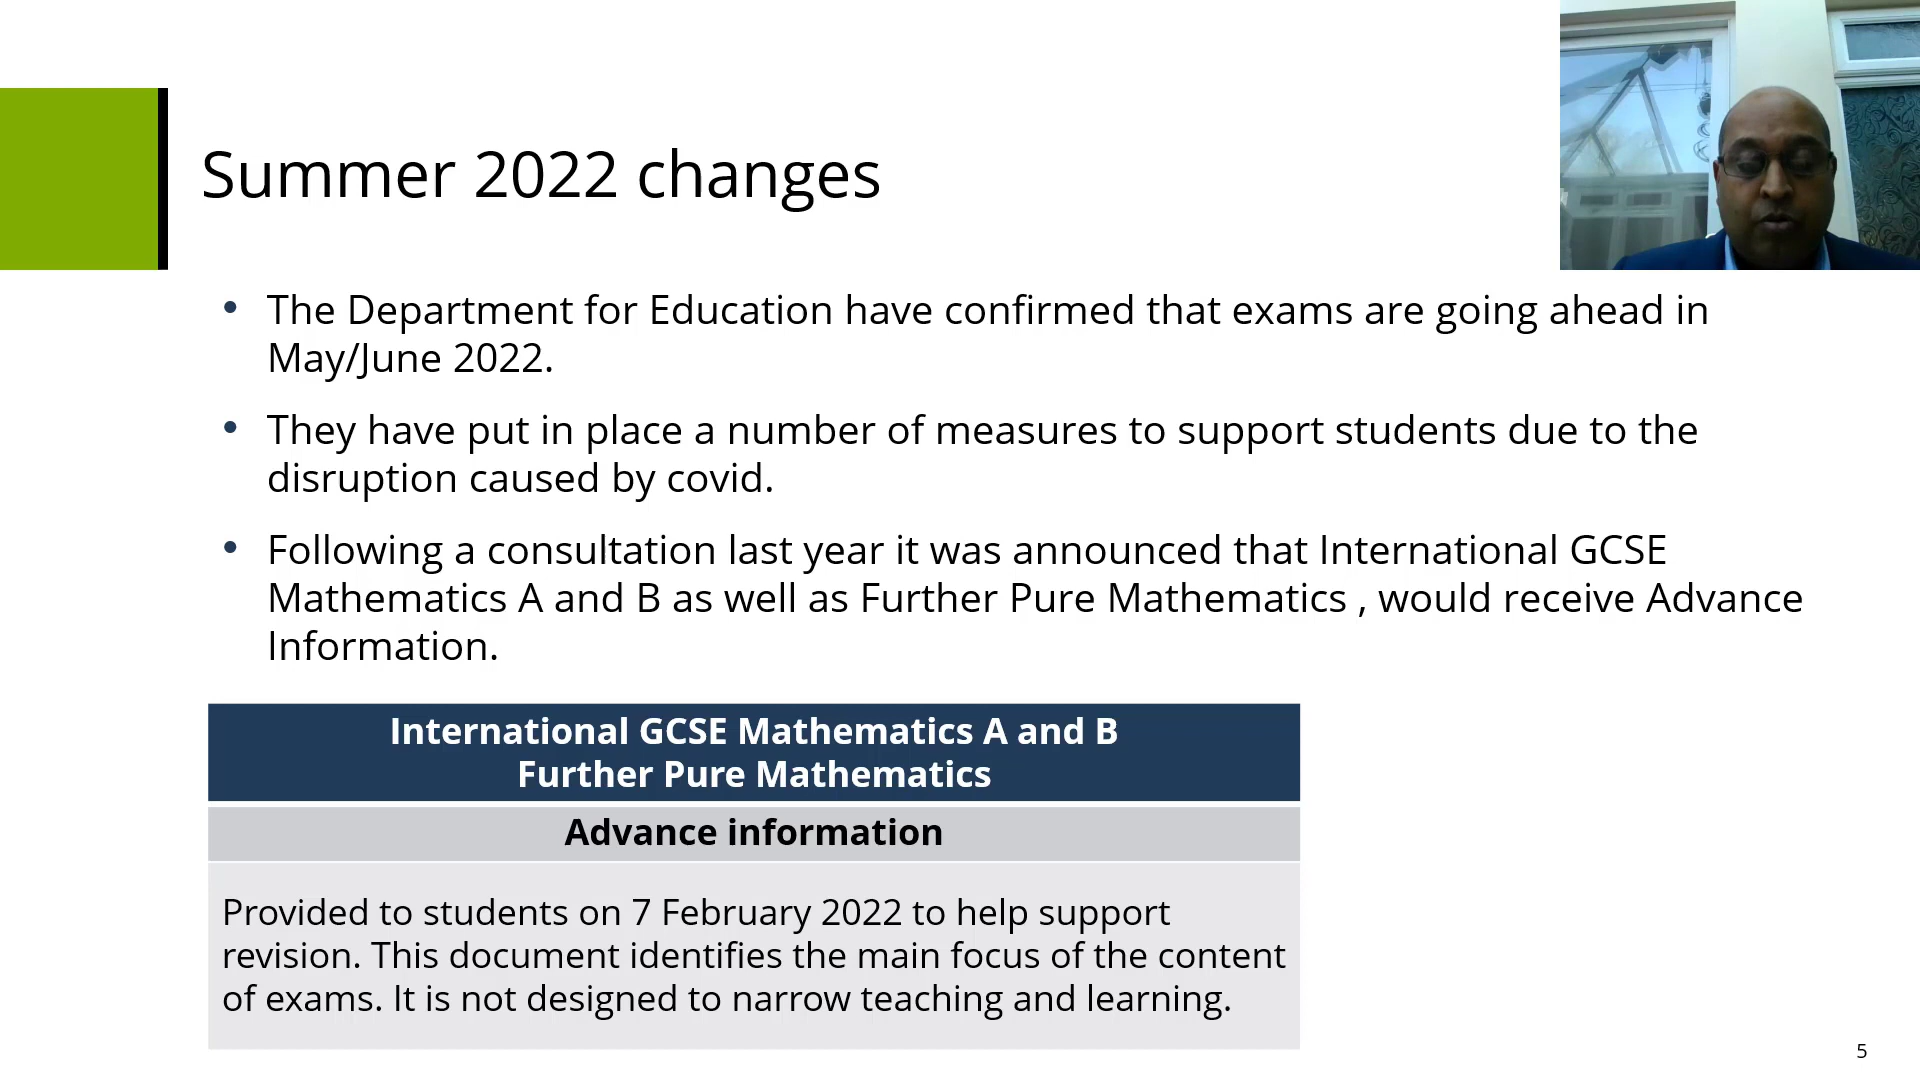 Summer 2022 changes
• The Department for Education have confirmed that exams are going ahead in
May/June 2022.
• They have put in place a number of measures to support students due to the
disruption caused by covid.
• Following a consultation last year it was announced that International GCSE
Mathematics A and B as well as Further Pure Mathematics , would receive Advance
Information.
International GCSE Mathematics A and B
Further Pure Mathematics
Advance information
Provided to students on 7 February 2022 to help support
revision. This document identifies the main focus of the content
of exams. It is not designed to narrow teaching and learning.
5